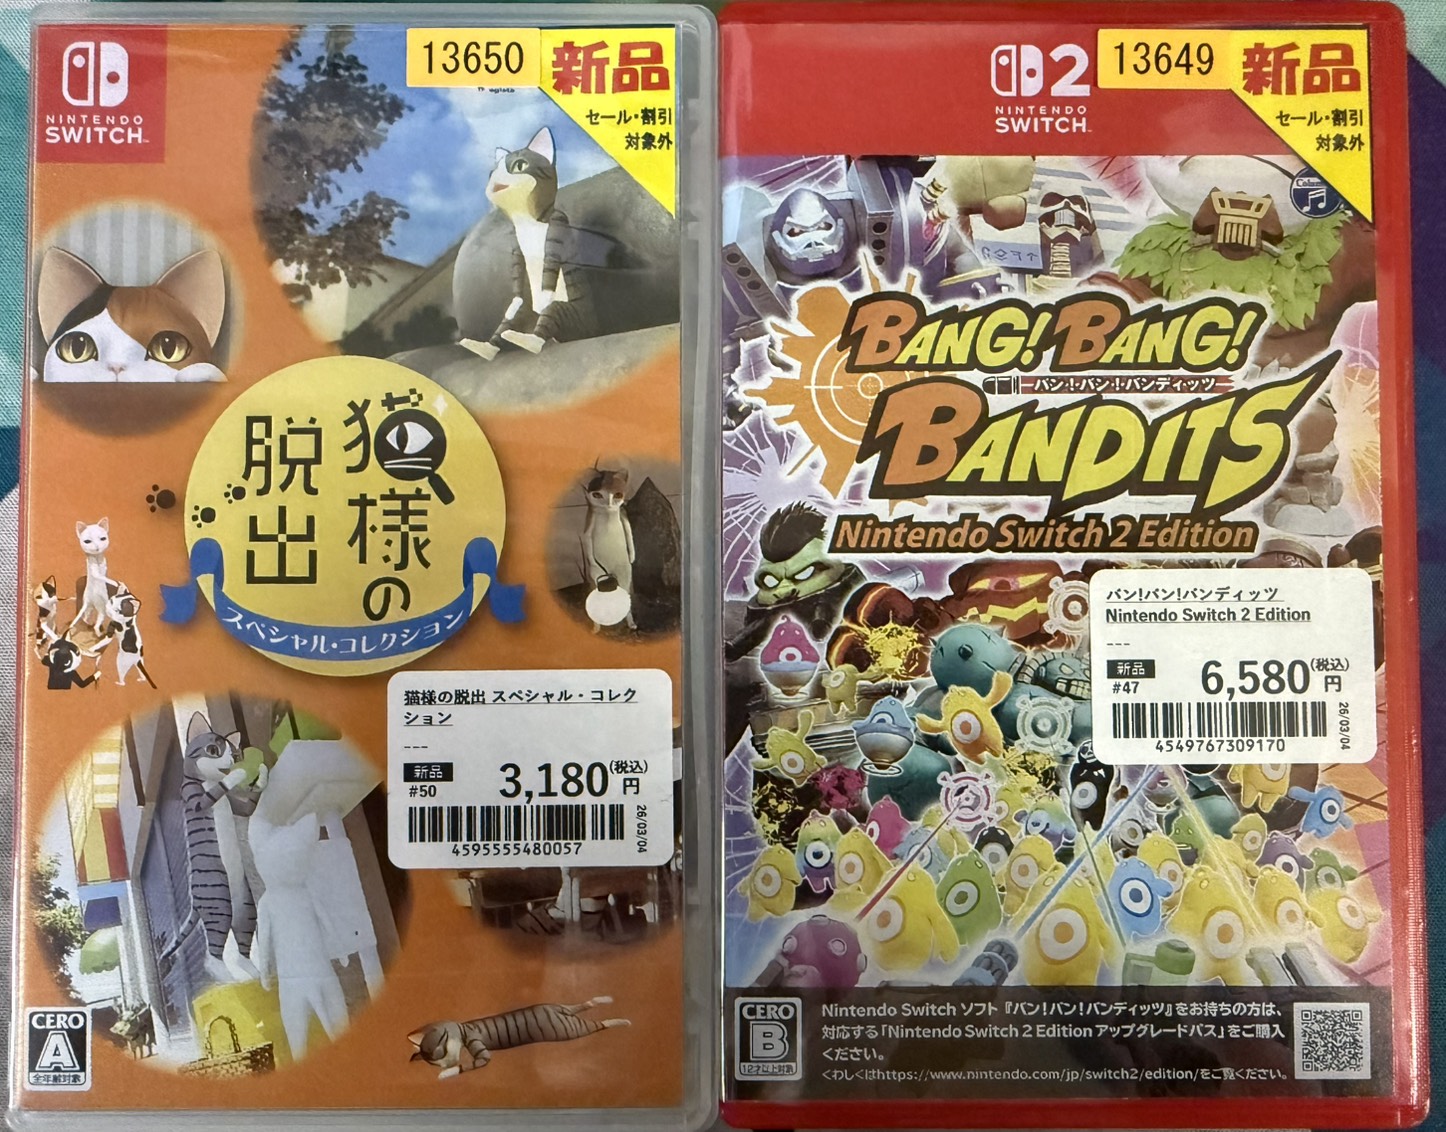 NINTENDO
SWITCH
13650
新品
セール・割引
対象外
猫様の
脱出
スペシャル・コレクション
猫様の脱出 スペシャル・コレク
ション
---
新品
#50
3,180(税込)円
26/03/04
4595555480057
CERO
A
全年齢対象
2
NINTENDO
SWITCH
13649
新品
セール・割引
対象外
BANG! BANG!
バン!・バン!・バンディッツ
BANDITS
Nintendo Switch 2 Edition
バン!バン!バンディッツ
Nintendo Switch 2 Edition
---
新品
#47
6,580(税込)円
26/03/04
4549767309170
CERO
B
12才以上対象
Nintendo Switch ソフト『バン!バン!バンディッツ』をお持ちの方は、
対応する「Nintendo Switch 2 Edition アップグレードパス」をご購入
ください。
くわしくはhttps://www.nintendo.com/jp/switch2/edition/をご覧ください。